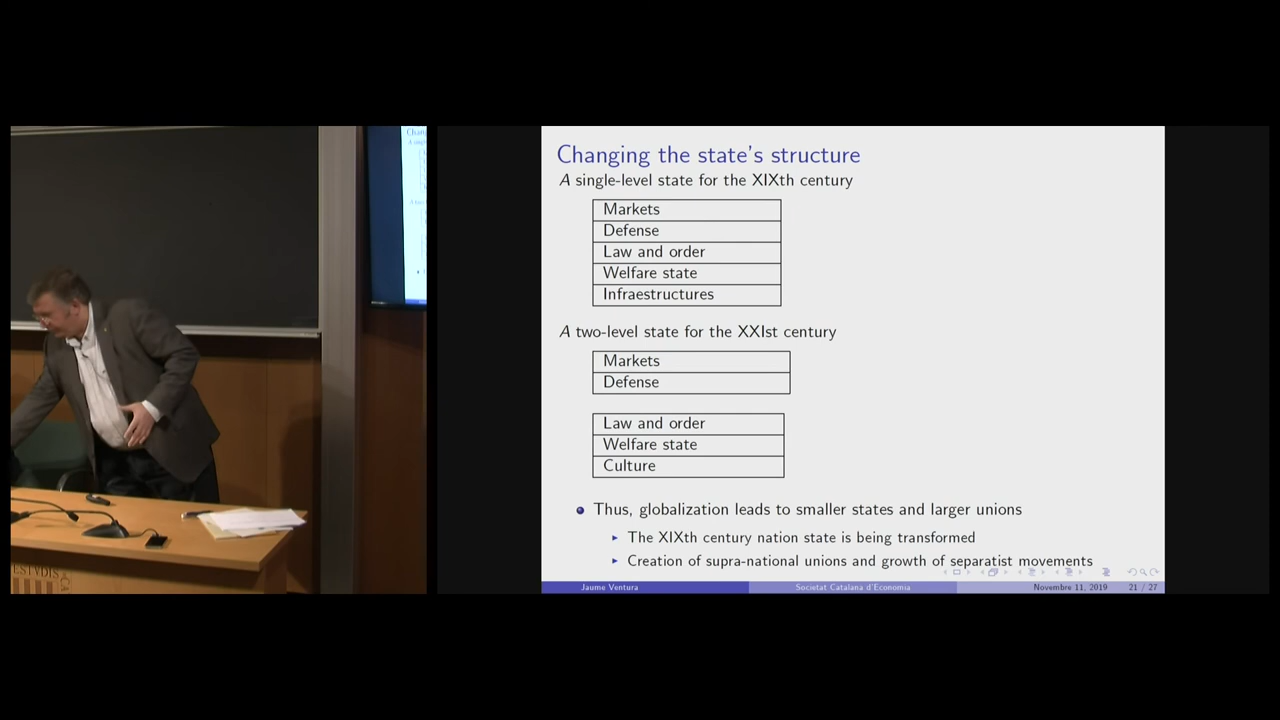 Changing the state's structure
A single-level state for the XIXth century
Markets
Defense
Law and order
Welfare state
Infraestructures
A two-level state for the XXIst century
Markets
Defense
Law and order
Welfare state
Culture
Thus, globalization leads to smaller states and larger unions
The XIXth century nation state is being transformed
Creation of supra-national unions and growth of separatist movements
Jaume Ventura
Societat Catalana d'Economia
Novembre 11, 2019
21 / 27